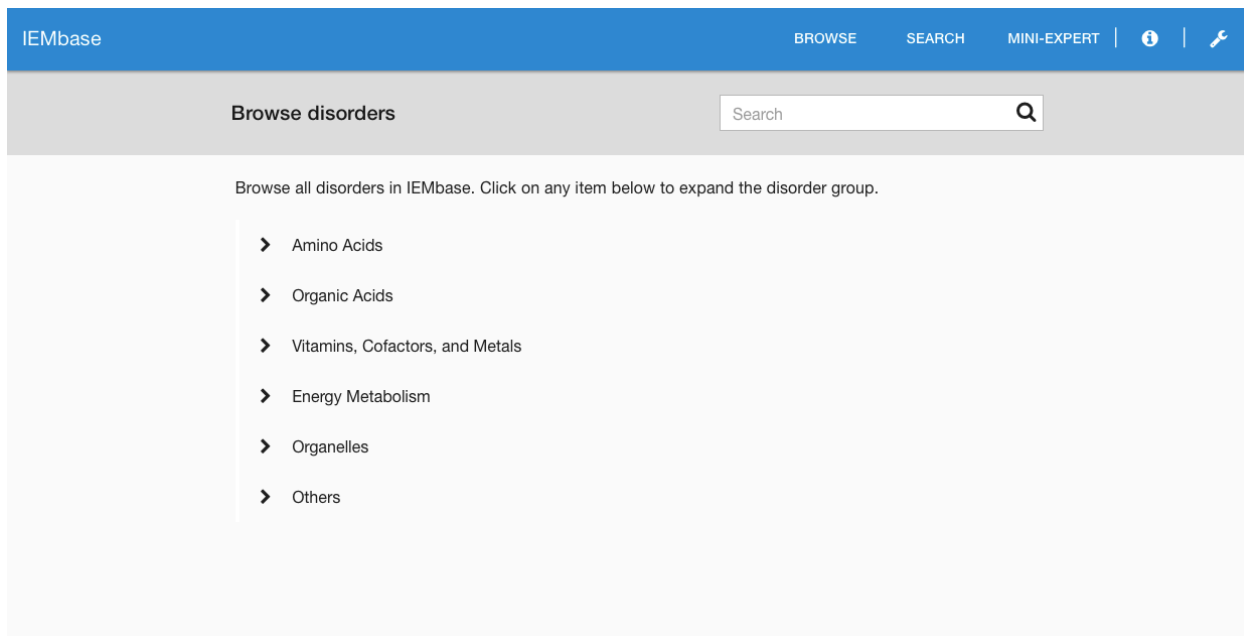 IEMbase
BROWSE
SEARCH
MINI-EXPERT
Browse disorders
Search
Browse all disorders in IEMbase. Click on any item below to expand the disorder group.
Amino Acids
Organic Acids
Vitamins, Cofactors, and Metals
Energy Metabolism
Organelles
Others